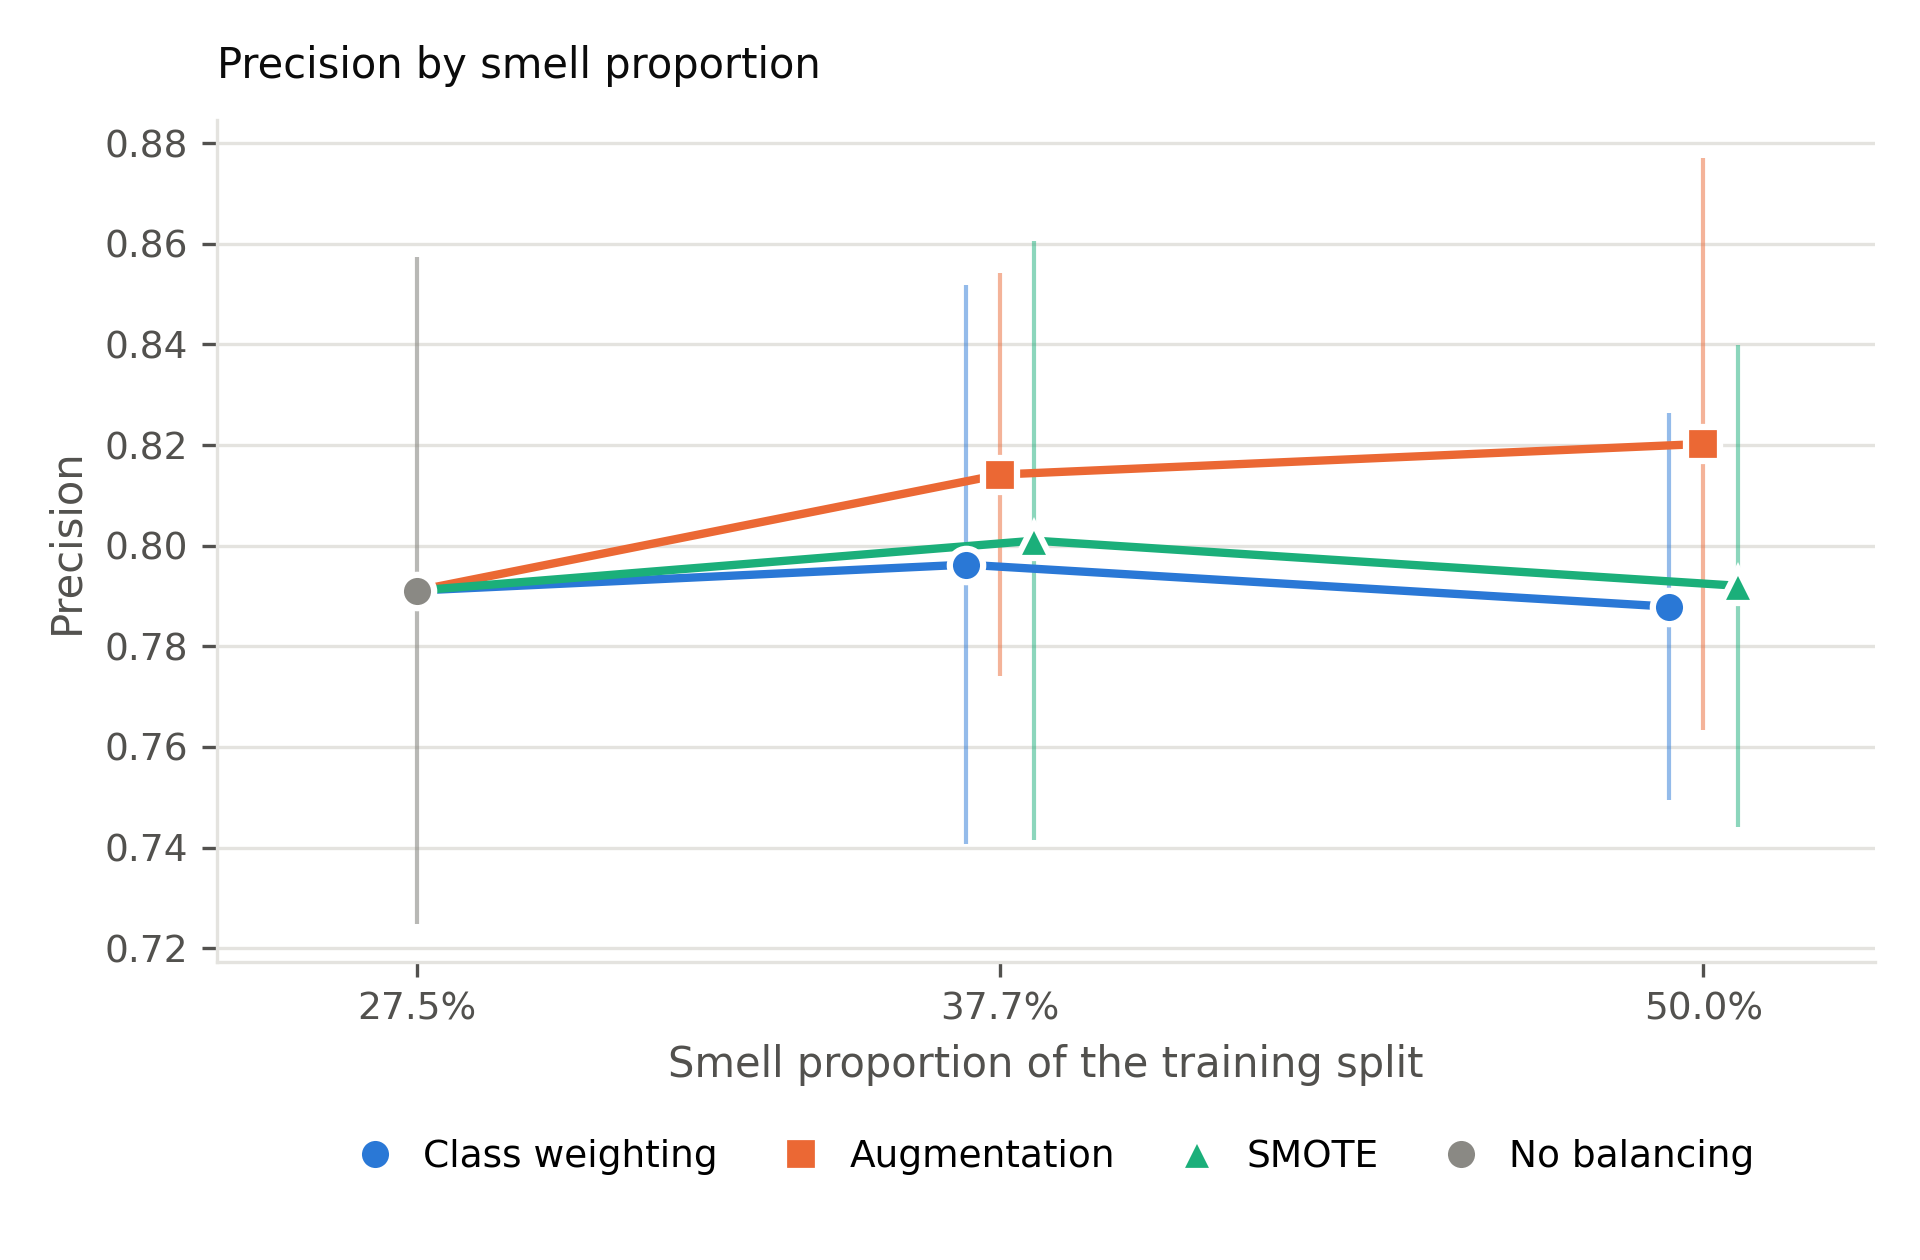 Precision by smell proportion
0.88
0.86
0.84
0.82
0.80
0.78
0.76
0.74
0.72
Precision
27.5% 37.7% 50.0%
Smell proportion of the training split
Class weighting Augmentation SMOTE No balancing